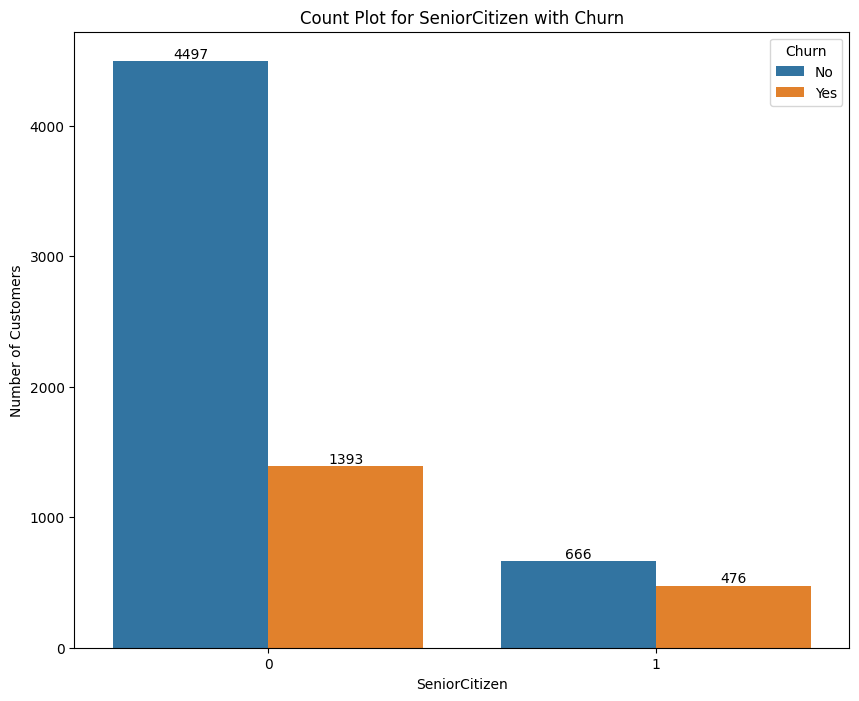 Count Plot for SeniorCitizen with Churn
Churn
No
Yes
4497
1393
666
476
4000
3000
2000
1000
0
Number of Customers
0
1
SeniorCitizen